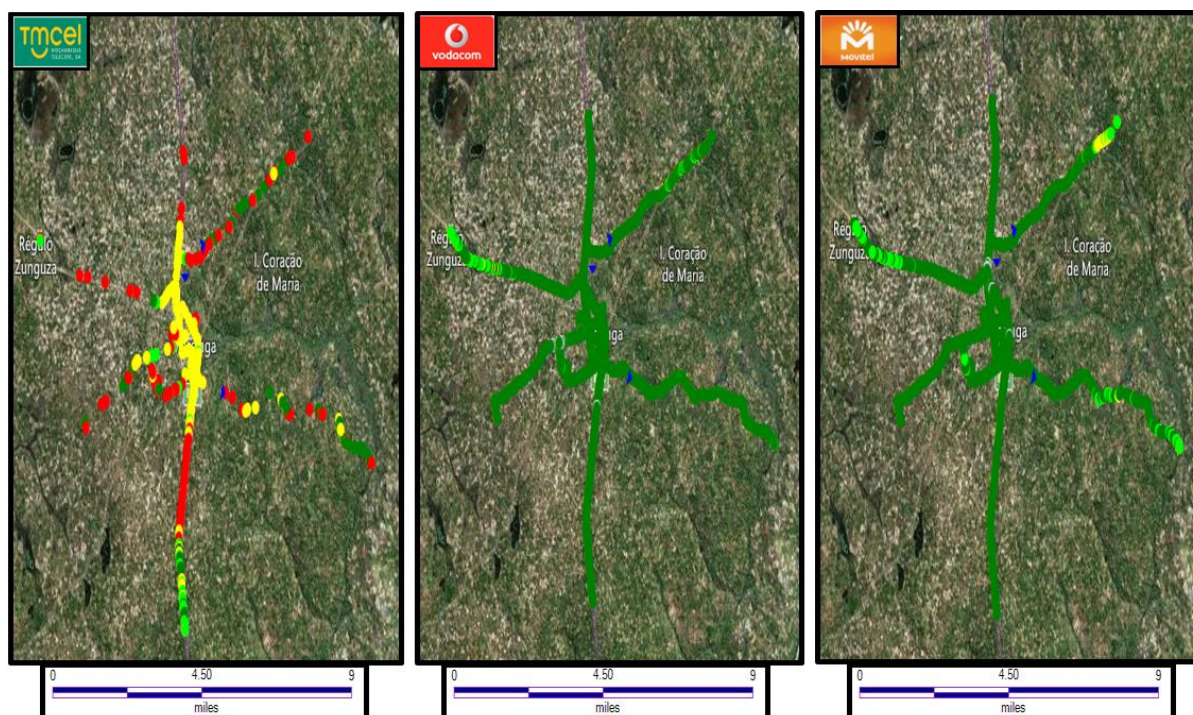 Tmcel
MOÇAMBIQUE
TELECOM, SA
vodacom
MOVITEL
Régulo
Zunguza
I. Coração
de Maria
Régulo
Zunguza
I. Coração
de Maria
Régulo
Zunguza
I. Coração
de Maria
0 4.50 9
miles
0 4.50 9
miles
0 4.50 9
miles